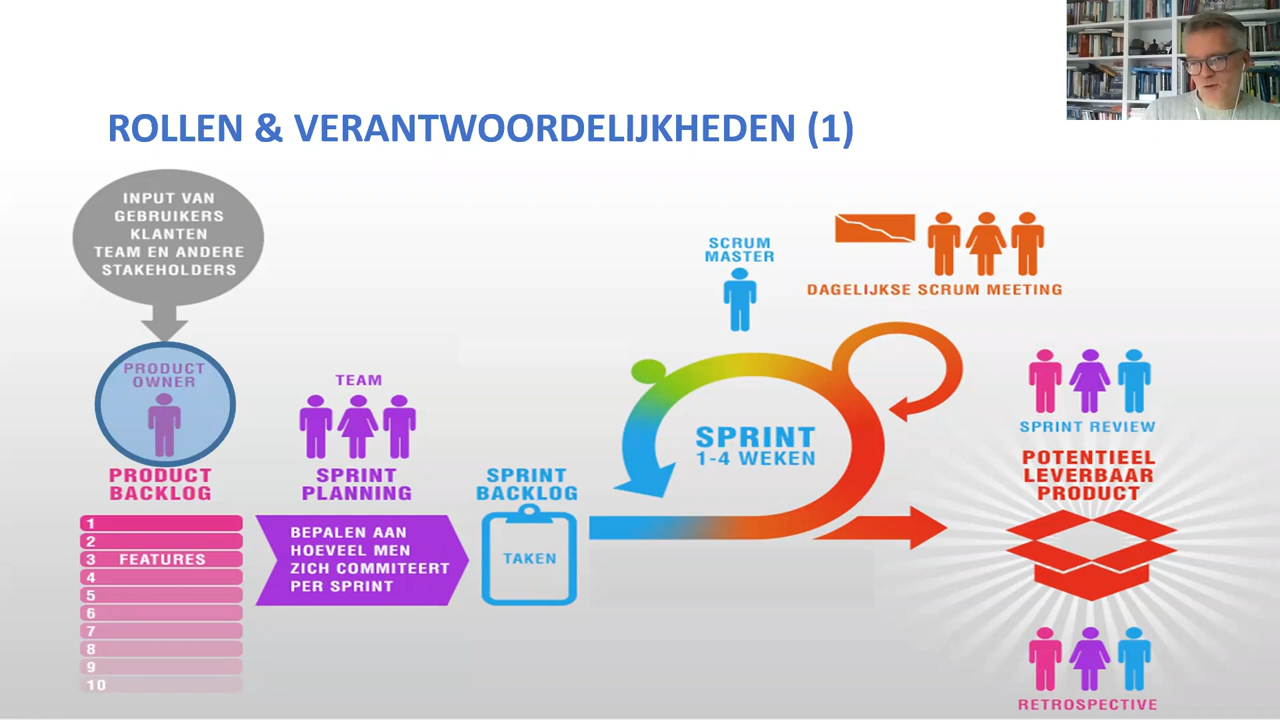 ROLLEN & VERANTWOORDELIJKHEDEN (1)
INPUT VAN
GEBRUIKERS
KLANTEN
TEAM EN ANDERE
STAKEHOLDERS
PRODUCT
OWNER
PRODUCT
BACKLOG
1
2
3 FEATURES
4
5
6
7
8
9
10
TEAM
SPRINT
PLANNING
BEPALEN AAN
HOEVEEL MEN
ZICH COMMITEERT
PER SPRINT
SPRINT
BACKLOG
TAKEN
SCRUM
MASTER
SPRINT
1-4 WEKEN
DAGELIJKSE SCRUM MEETING
SPRINT REVIEW
POTENTIEEL
LEVERBAAR
PRODUCT
RETROSPECTIVE